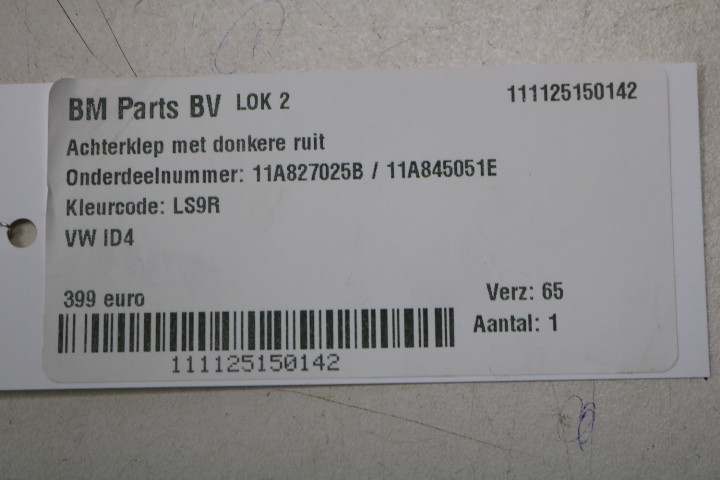 BM Parts BV LOK 2 111125150142
Achterklep met donkere ruit
Onderdeelnummer: 11A827025B / 11A845051E
Kleurcode: LS9R
VW ID4
399 euro Verz: 65
Aantal: 1
111125150142